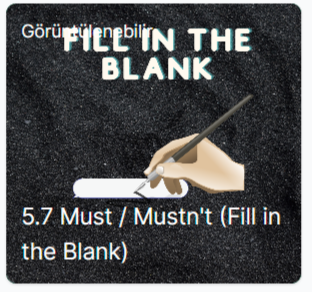 Görüntülenebilir
FILL IN THE
BLANK
5.7 Must / Mustn't (Fill in
the Blank)